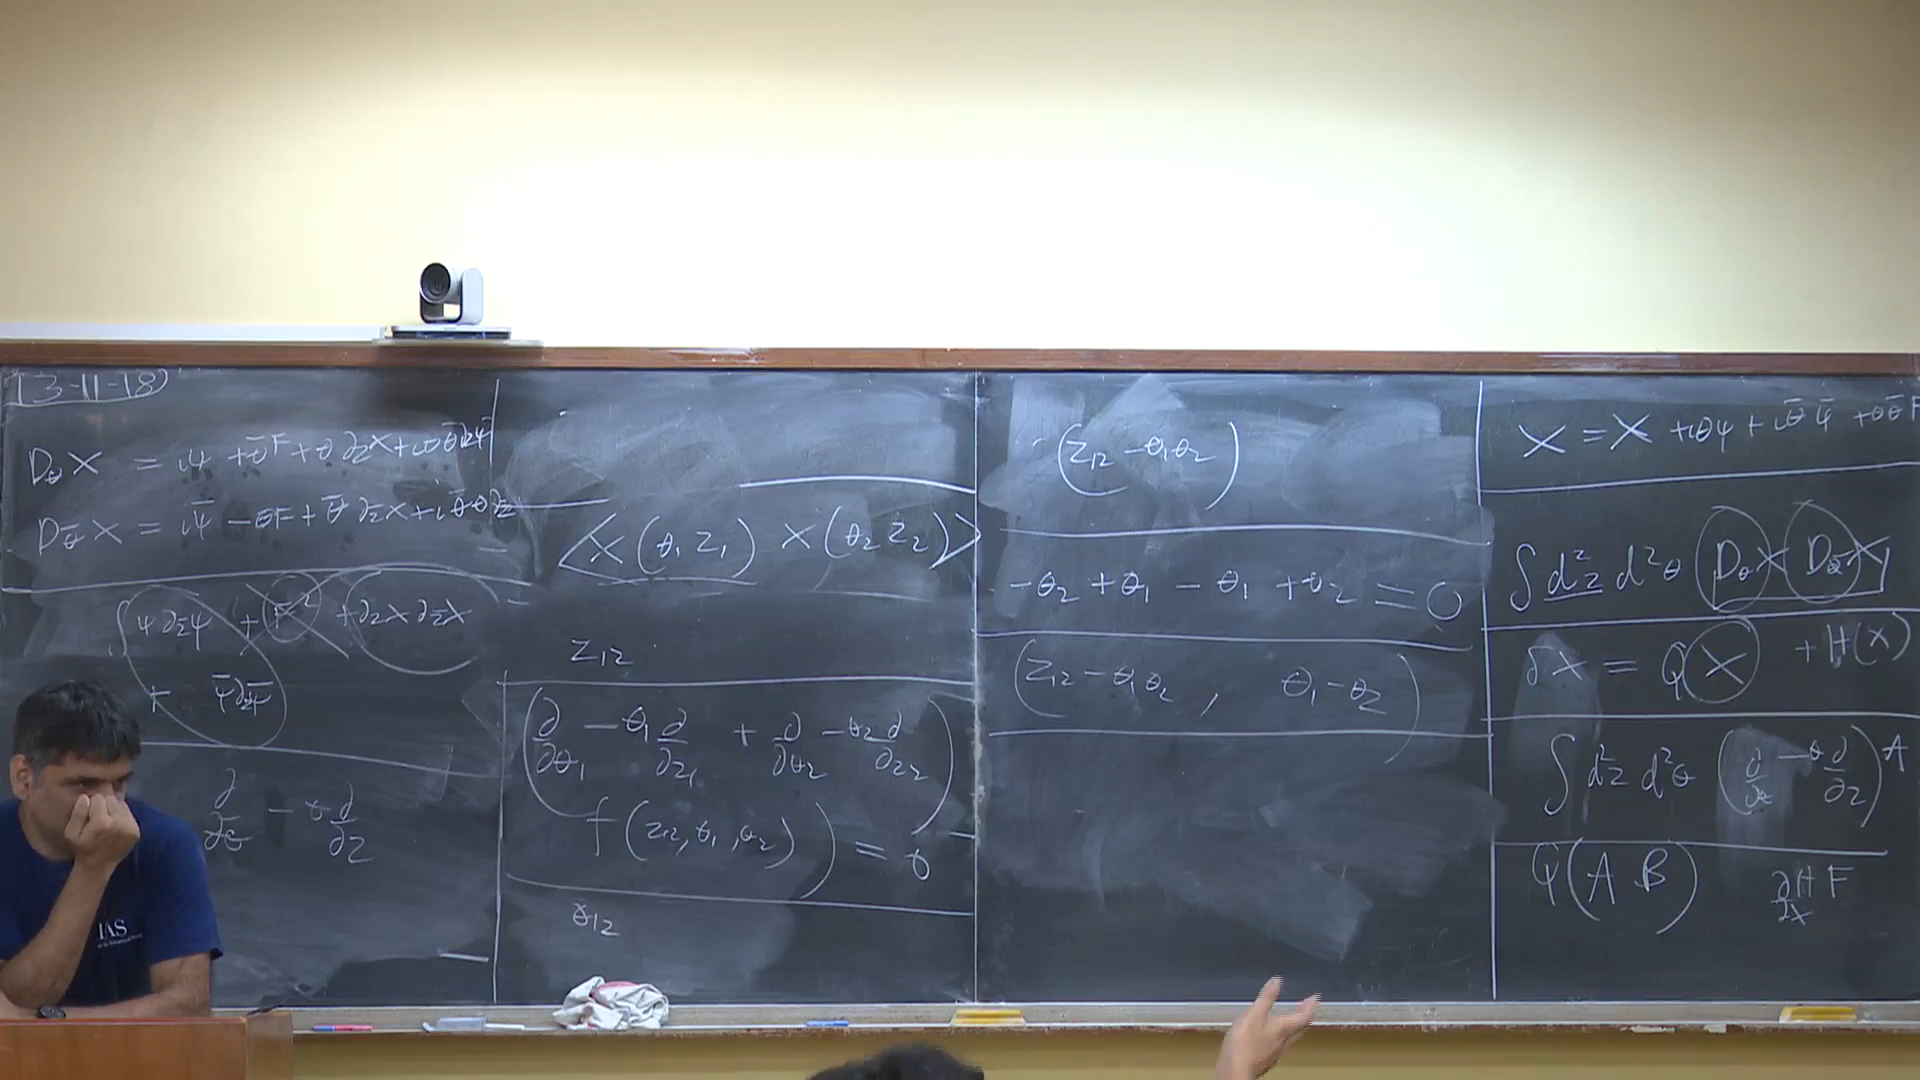 (3-11-18)
D_θ X = iψ + θ̄F + θ ∂_z X + iθ θ̄ ∂_z ψ̄
D_θ̄ X = iψ̄ - θF + θ̄ ∂_z̄ X + i θ̄ θ ∂_z̄
∫ ψ ∂_z̄ ψ + F² + ∂_z X ∂_z̄ X
+ ψ̄ ∂_z ψ̄
∂/∂θ - θ ∂/∂z
IAS
<X(θ₁ z₁) X(θ₂ z₂)>
z₁₂
(∂/∂θ₁ - θ₁ ∂/∂z₁ + ∂/∂θ₂ - θ₂ ∂/∂z₂)
f(z₁₂, θ₁, θ₂) = 0
θ₁₂
(z₁₂ - θ₁θ₂)
-θ₂ + θ₁ - θ₁ + θ₂ = 0
(z₁₂ - θ₁θ₂, θ₁ - θ₂)
X = X + iθψ + iθ̄ψ̄ + θθ̄F
∫ d²z d²θ D_θ X D_θ̄ X
δX = Q(X) + H(X)
∫ d²z d²θ (∂/∂θ - θ ∂/∂z) A
Q(A B) ∂H/∂X F